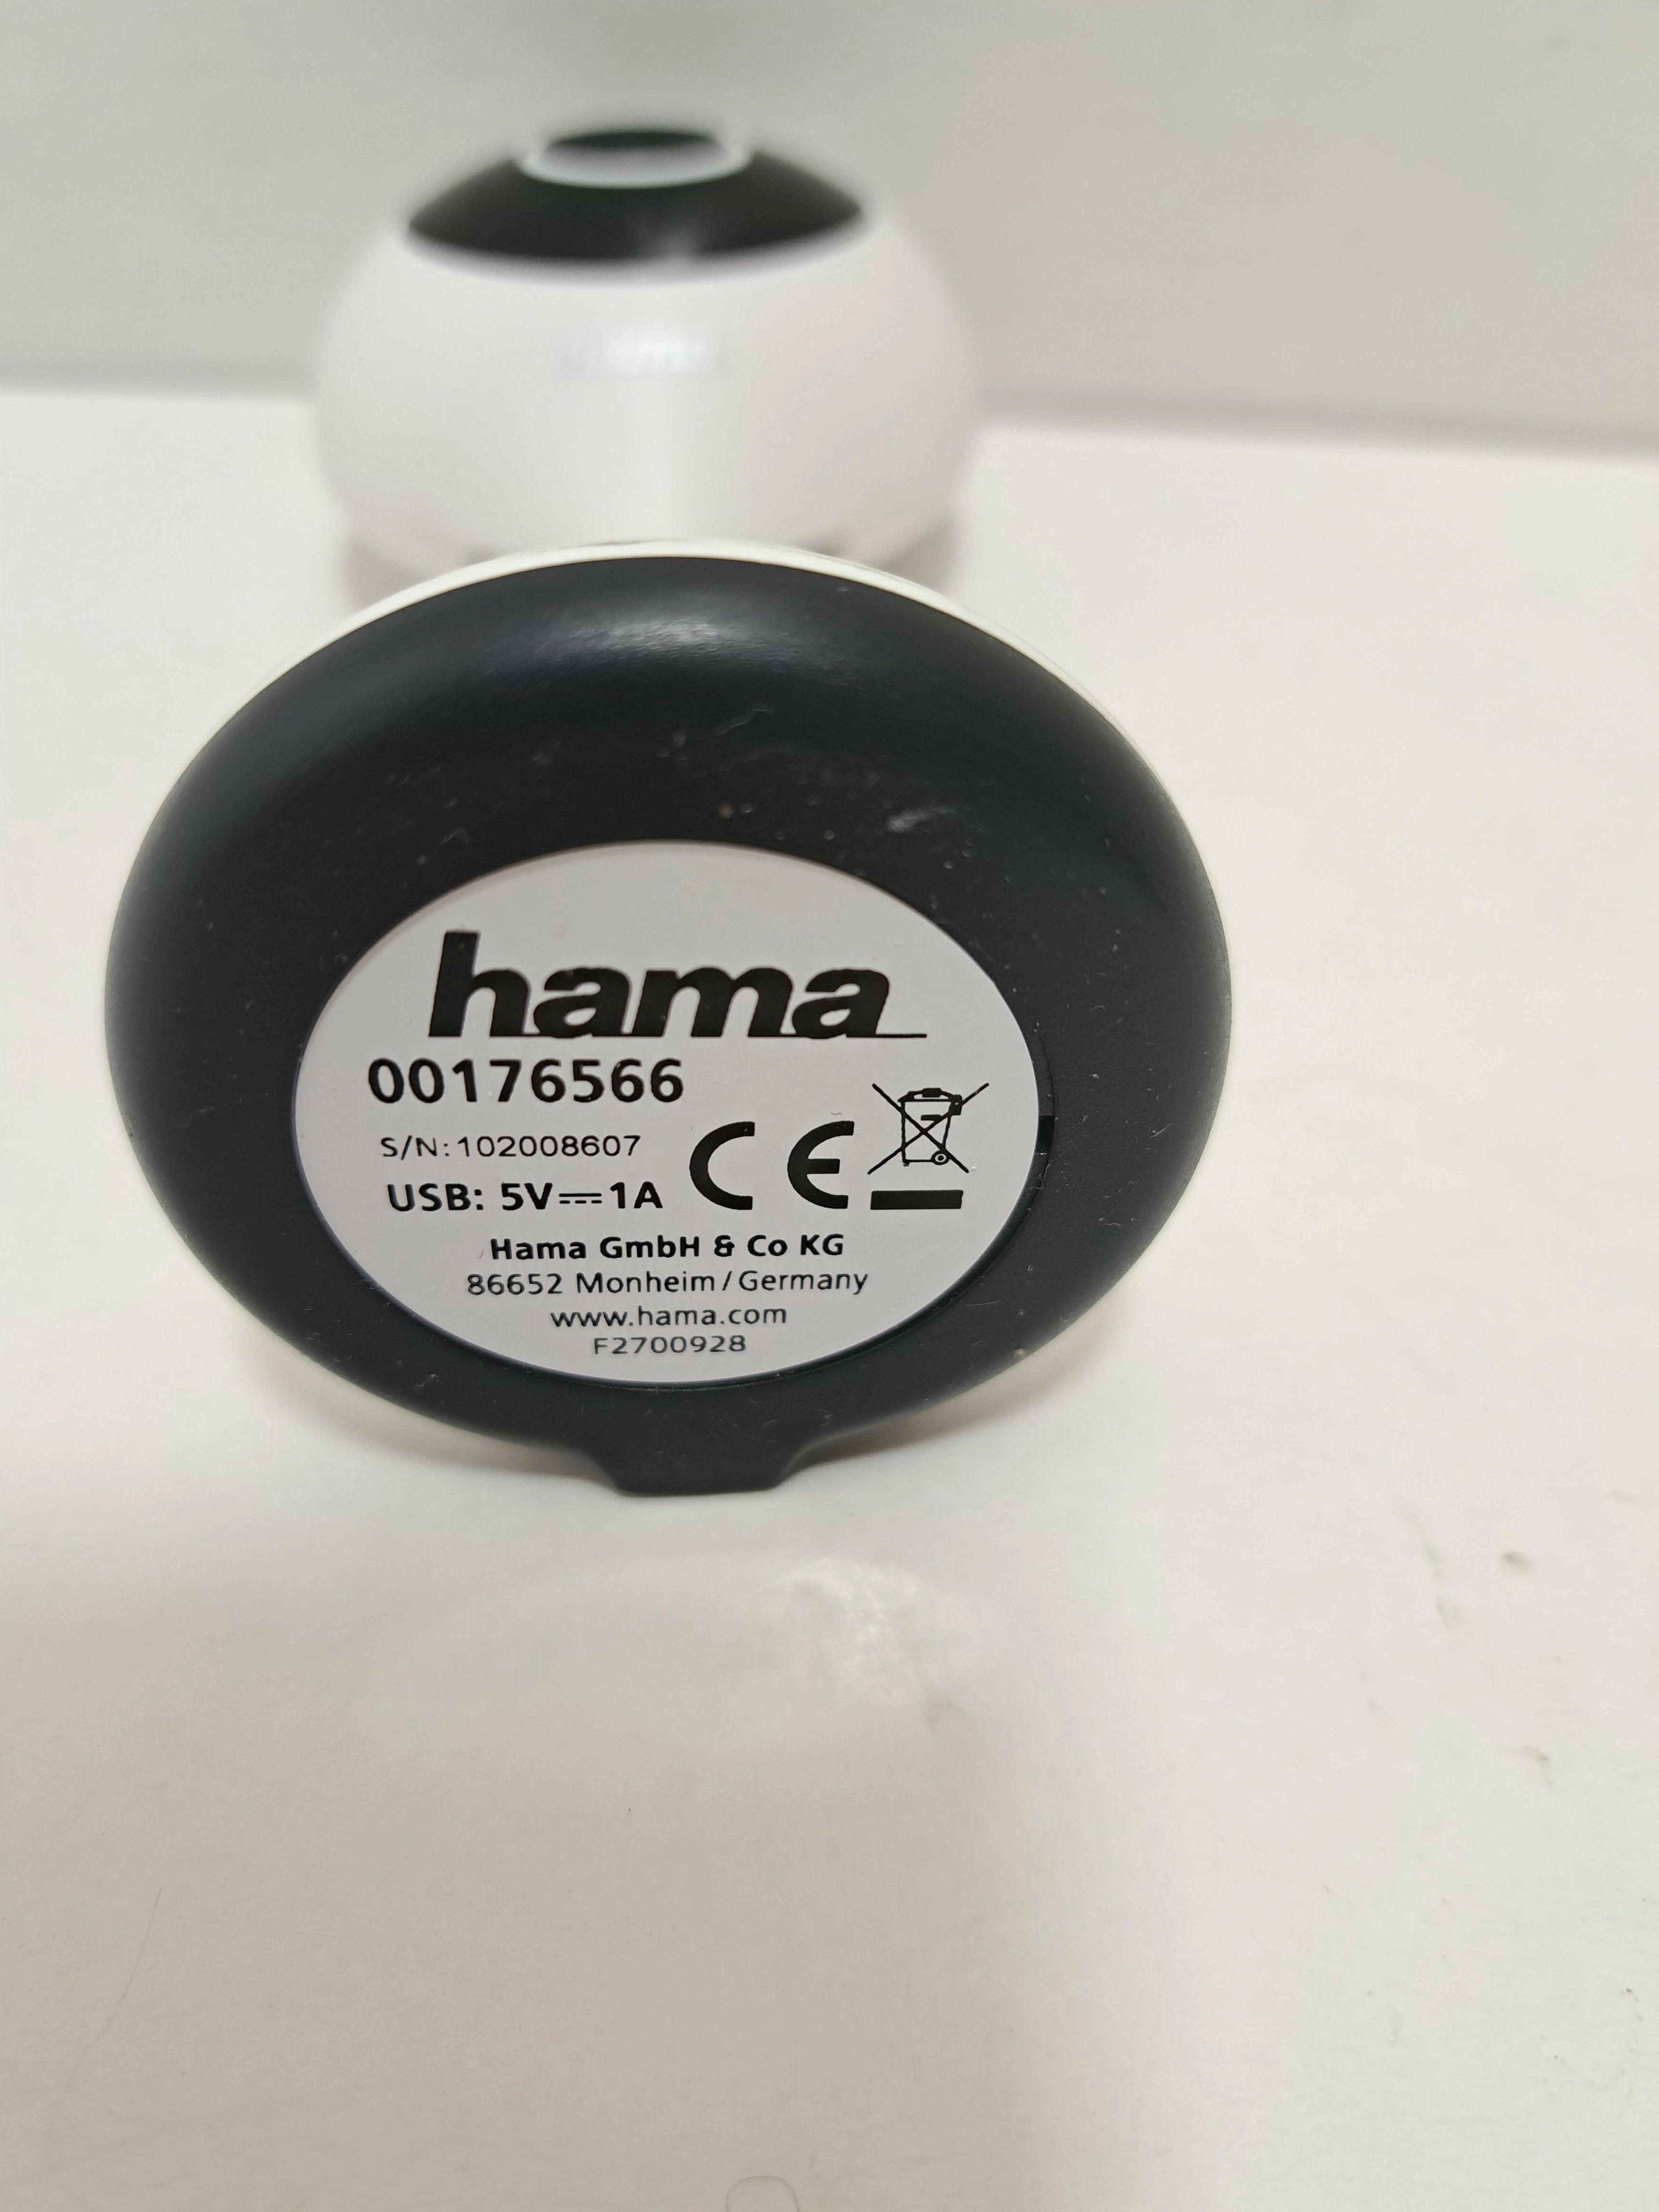 hama
00176566
S/N:102008607
USB: 5V⎓1A CE
Hama GmbH & Co KG
86652 Monheim/Germany
www.hama.com
F2700928